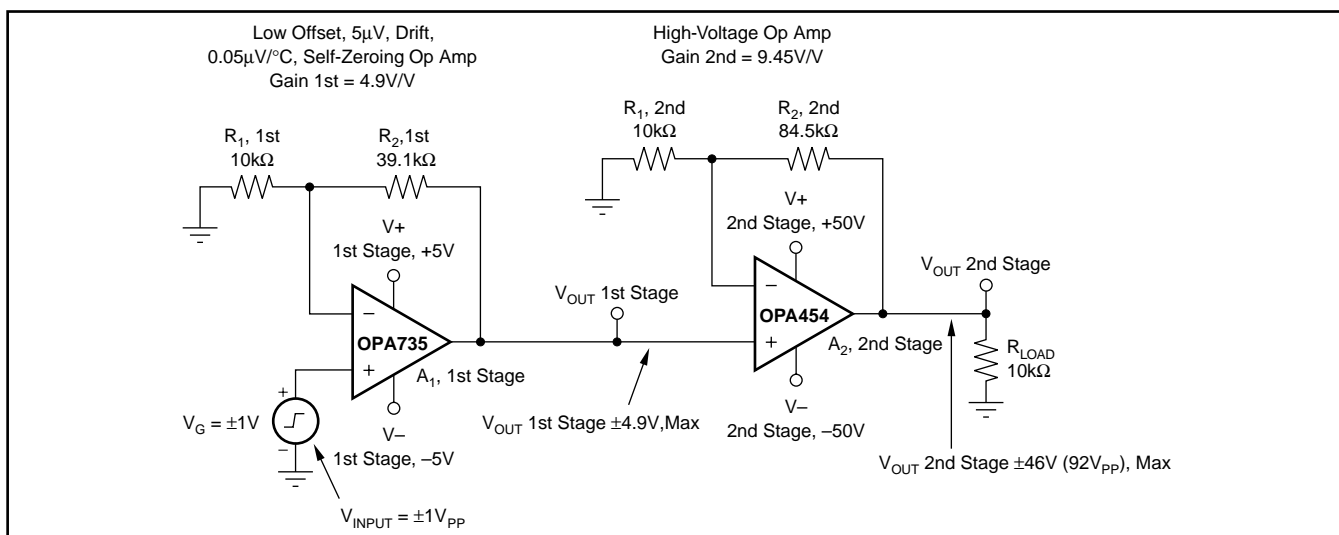 Low Offset, 5μV, Drift,
0.05μV/°C, Self-Zeroing Op Amp
Gain 1st = 4.9V/V
High-Voltage Op Amp
Gain 2nd = 9.45V/V
R1, 1st
10kΩ
R2,1st
39.1kΩ
R1, 2nd
10kΩ
R2, 2nd
84.5kΩ
V+
1st Stage, +5V
V+
2nd Stage, +50V
VOUT 1st Stage
VOUT 2nd Stage
−
OPA735
+
A1, 1st Stage
−
OPA454
+
A2, 2nd Stage
RLOAD
10kΩ
+
VG = ±1V
−
V−
1st Stage, −5V
VOUT 1st Stage ±4.9V,Max
V−
2nd Stage, −50V
VOUT 2nd Stage ±46V (92VPP), Max
VINPUT = ±1VPP